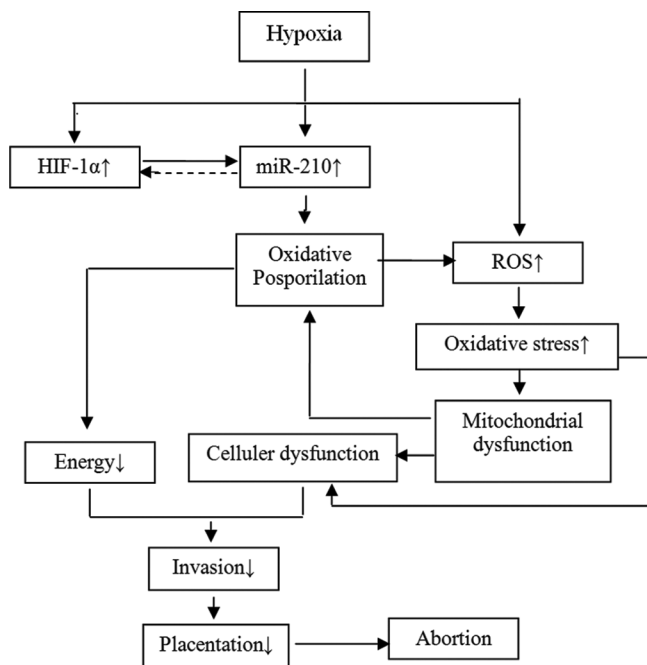 Hypoxia
HIF-1α↑
miR-210↑
Oxidative
Posporilation
ROS↑
Oxidative stress↑
Mitochondrial
dysfunction
Celluler dysfunction
Energy↓
Invasion↓
Placentation↓
Abortion